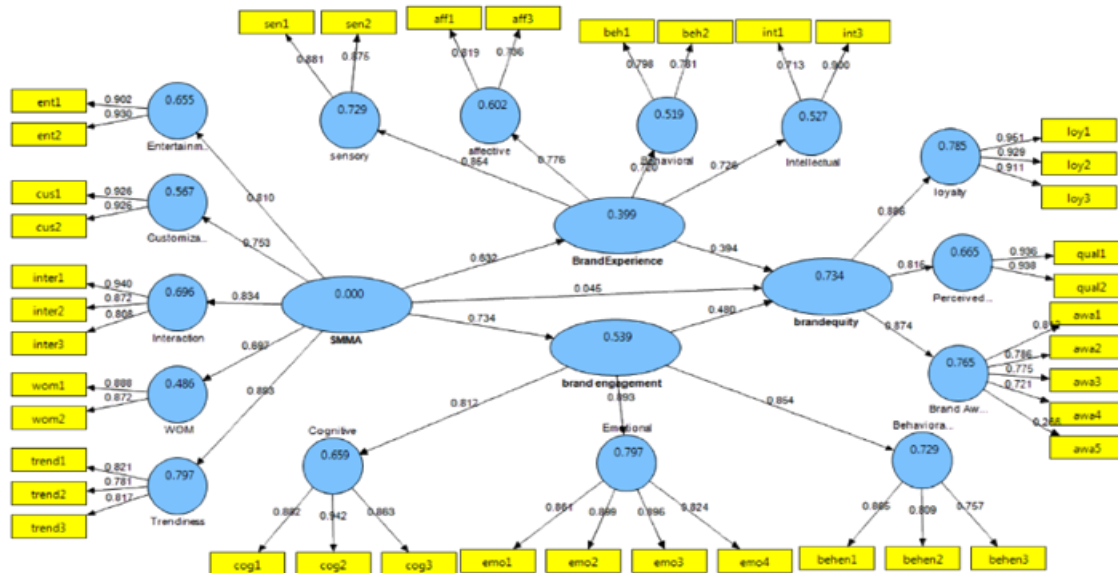 sen1
sen2
aff1
aff3
beh1
beh2
int1
int3
0.881
0.875
0.819
0.798
0.781
0.713
0.900
ent1
ent2
0.902
0.930
0.655
Entertainm...
0.729
sensory
0.602
affective
0.519
Behavioral
0.527
Intellectual
0.785
loyalty
0.951
0.929
0.911
loy1
loy2
loy3
cus1
cus2
0.926
0.926
0.567
Customiza...
0.810
0.753
0.854
0.776
0.720
0.726
0.399
BrandExperience
0.886
0.665
Perceived...
0.816
0.936
0.938
qual1
qual2
inter1
inter2
inter3
0.940
0.872
0.808
0.696
Interaction
0.834
0.000
SMMA
0.632
0.045
0.734
0.394
0.480
0.734
brandequity
0.874
0.539
brand engagement
0.765
Brand Aw...
0.786
0.775
0.721
awa1
awa2
awa3
awa4
awa5
wom1
wom2
0.888
0.872
0.486
WOM
0.697
0.893
trend1
trend2
trend3
0.821
0.781
0.817
0.797
Trendiness
0.812
0.893
0.854
Cognitive
0.659
Emotional
0.797
Behaviora...
0.729
0.942
0.863
0.899
0.824
0.809
0.757
cog1
cog2
cog3
emo1
emo2
emo3
emo4
behen1
behen2
behen3